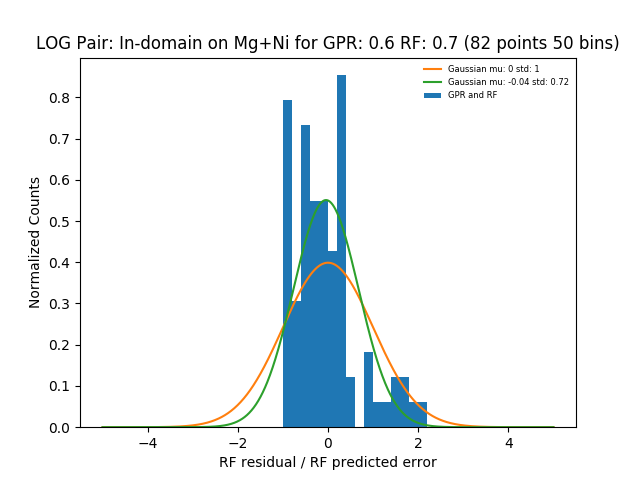 LOG Pair: In-domain on Mg+Ni for GPR: 0.6 RF: 0.7 (82 points 50 bins)
Gaussian mu: 0 std: 1
Gaussian mu: -0.04 std: 0.72
GPR and RF
Normalized Counts
0.8
0.7
0.6
0.5
0.4
0.3
0.2
0.1
0.0
−4 −2 0 2 4
RF residual / RF predicted error